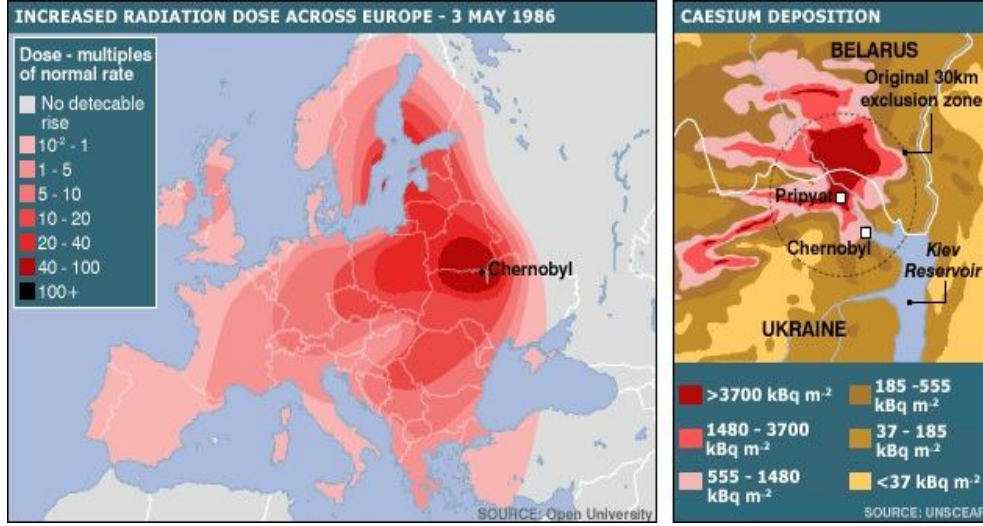 INCREASED RADIATION DOSE ACROSS EUROPE - 3 MAY 1986
Dose - multiples
of normal rate
No detecable
rise
10⁻² - 1
1 - 5
5 - 10
10 - 20
20 - 40
40 - 100
100+
Chernobyl
SOURCE: Open University
CAESIUM DEPOSITION
BELARUS
Original 30km
exclusion zone
Pripyat
Chernobyl
Kiev
Reservoir
UKRAINE
>3700 kBq m⁻²
1480 - 3700
kBq m⁻²
555 - 1480
kBq m⁻²
185 -555
kBq m⁻²
37 - 185
kBq m⁻²
<37 kBq m⁻²
SOURCE: UNSCEAR